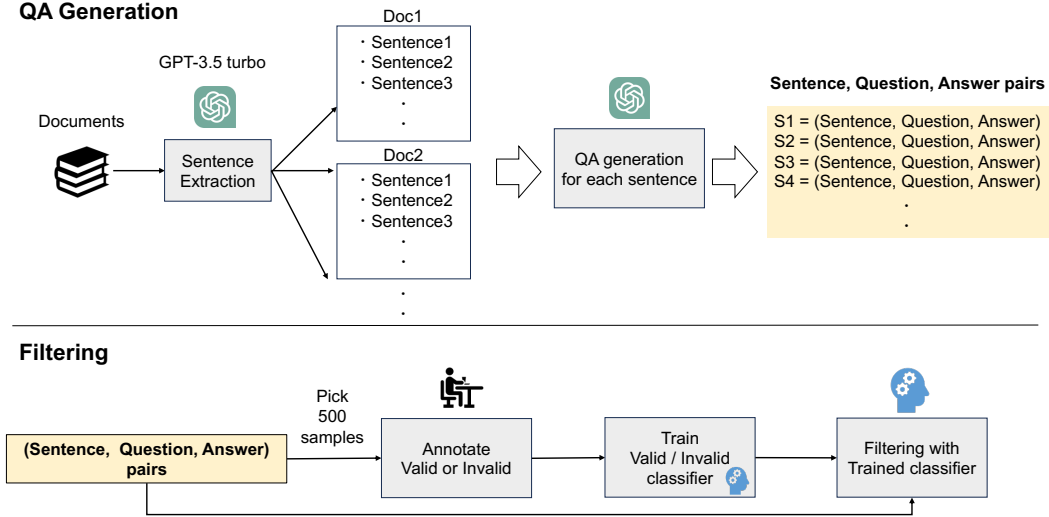 QA Generation
Documents
GPT-3.5 turbo
Sentence
Extraction
Doc1
・Sentence1
・Sentence2
・Sentence3
・
・
Doc2
・Sentence1
・Sentence2
・Sentence3
・
・
・
・
QA generation
for each sentence
Sentence, Question, Answer pairs
S1 = (Sentence, Question, Answer)
S2 = (Sentence, Question, Answer)
S3 = (Sentence, Question, Answer)
S4 = (Sentence, Question, Answer)
・
・
Filtering
(Sentence, Question, Answer)
pairs
Pick
500
samples
Annotate
Valid or Invalid
Train
Valid / Invalid
classifier
Filtering with
Trained classifier